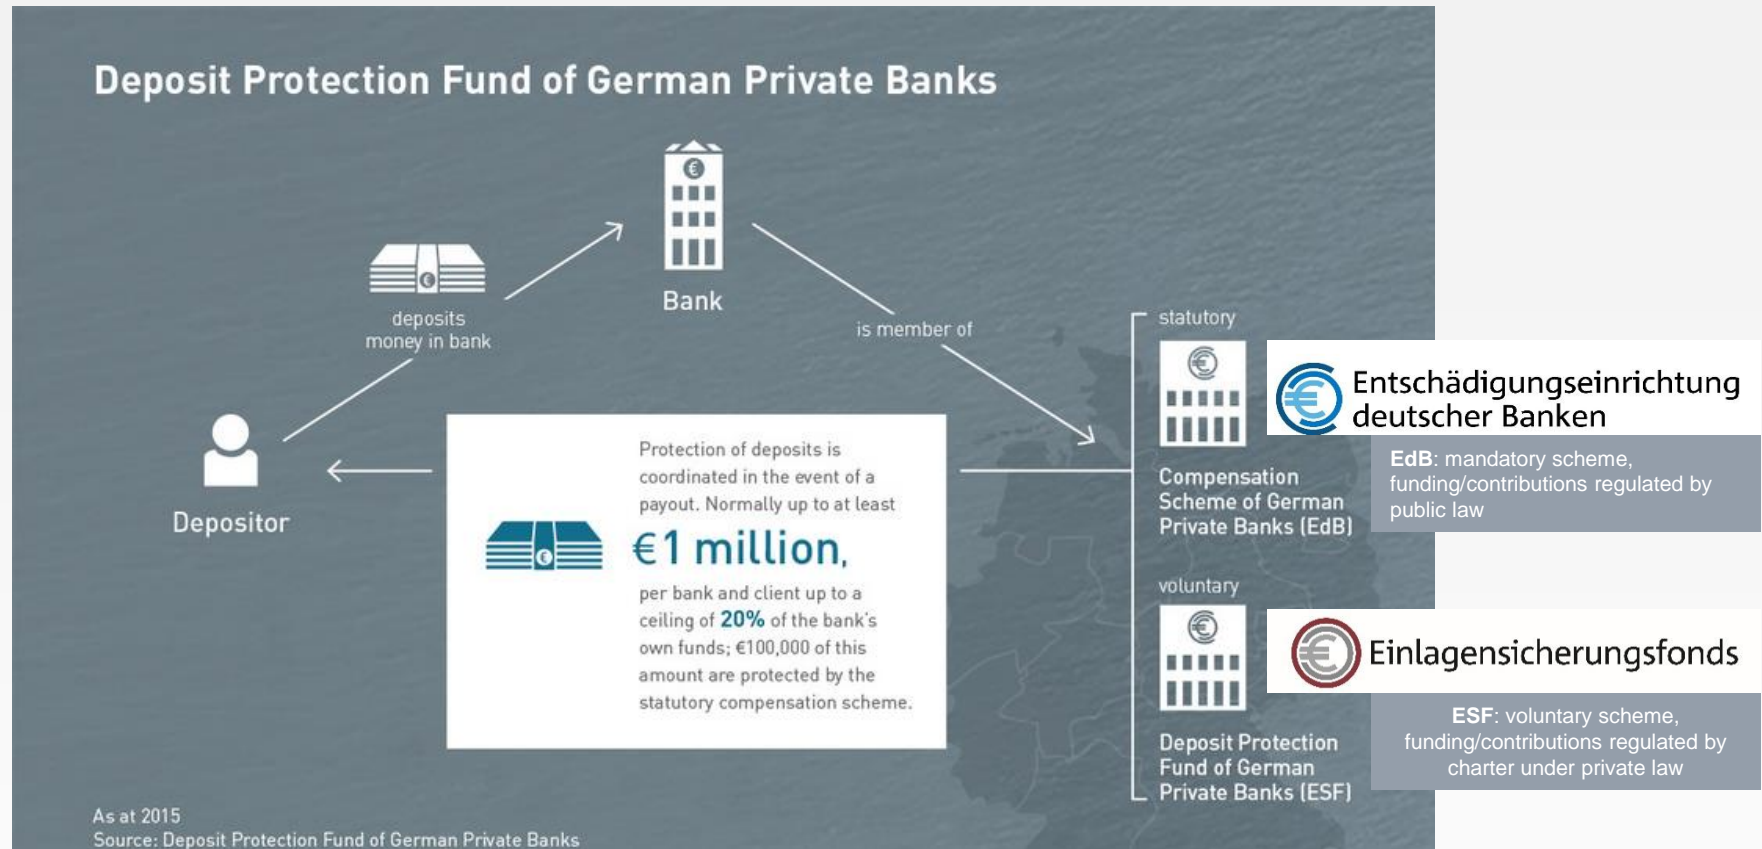 Deposit Protection Fund of German Private Banks
Bank
deposits
money in bank
is member of
Depositor
Protection of deposits is
coordinated in the event of a
payout. Normally up to at least
€1 million,
per bank and client up to a
ceiling of 20% of the bank's
own funds; €100,000 of this
amount are protected by the
statutory compensation scheme.
statutory
Compensation
Scheme of German
Private Banks (EdB)
Entschädigungseinrichtung
deutscher Banken
EdB: mandatory scheme,
funding/contributions regulated by
public law
voluntary
Deposit Protection
Fund of German
Private Banks (ESF)
Einlagensicherungsfonds
ESF: voluntary scheme,
funding/contributions regulated by
charter under private law
As at 2015
Source: Deposit Protection Fund of German Private Banks